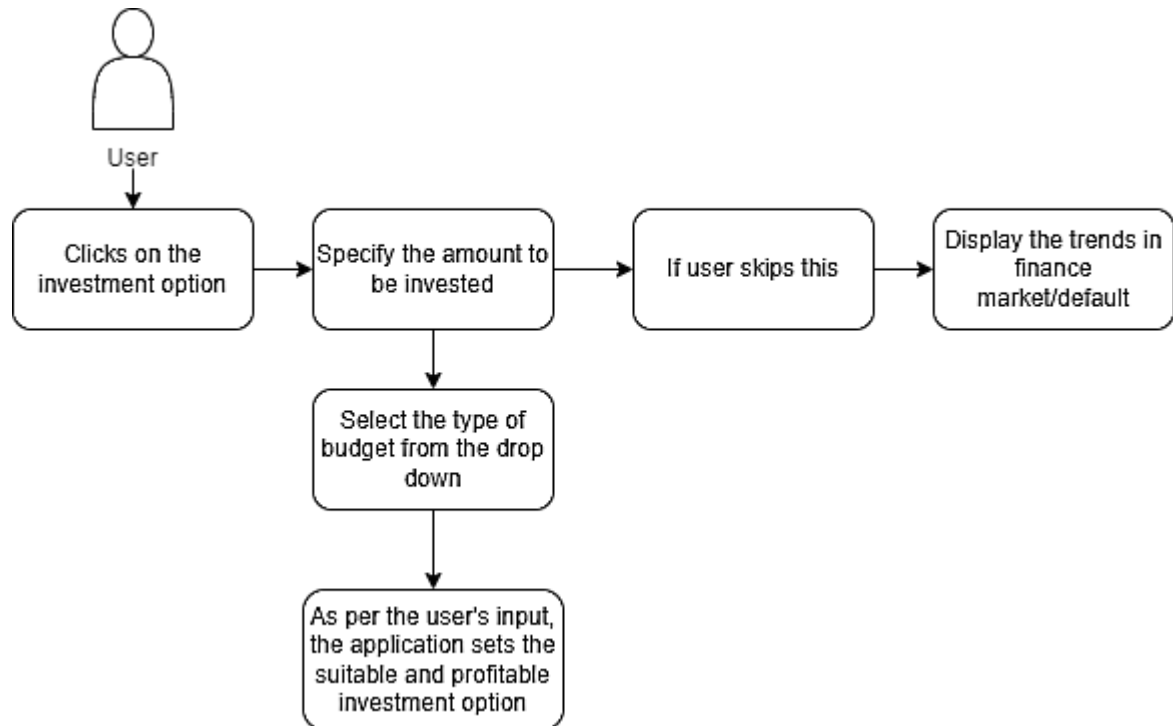 User
Clicks on the
investment option
Specify the amount to
be invested
If user skips this
Display the trends in
finance
market/default
Select the type of
budget from the drop
down
As per the user's input,
the application sets the
suitable and profitable
investment option